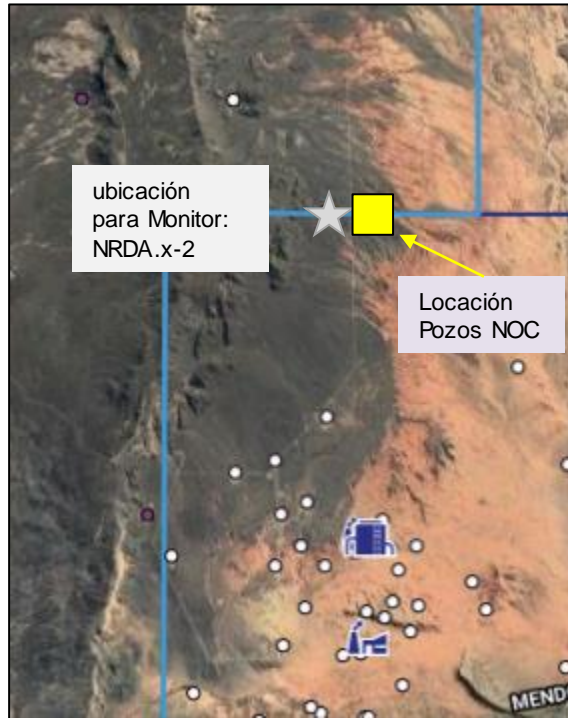 ubicación
para Monitor:
NRDA.x-2
Locación
Pozos NOC
MEND